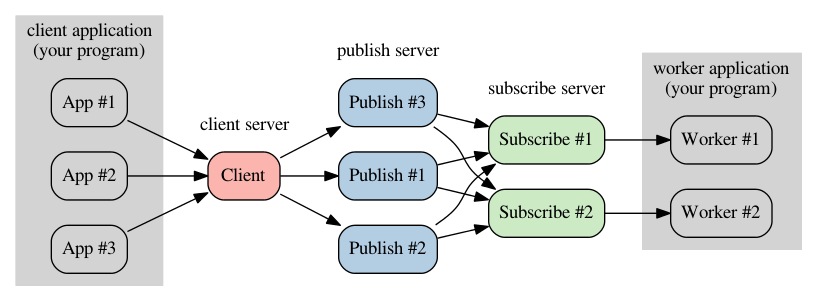 client application
(your program)
App #1
App #2
App #3
client server
Client
publish server
Publish #3
Publish #1
Publish #2
subscribe server
Subscribe #1
Subscribe #2
worker application
(your program)
Worker #1
Worker #2